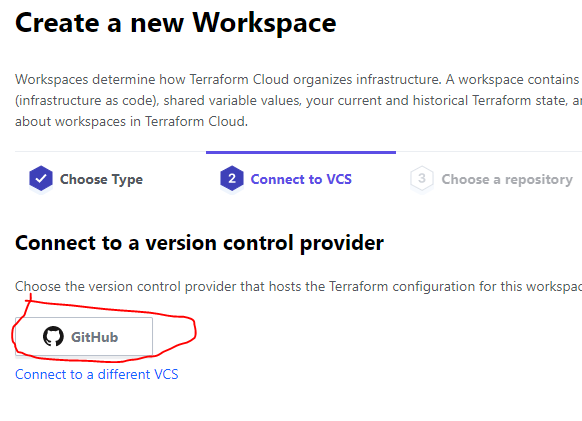 Create a new Workspace
Workspaces determine how Terraform Cloud organizes infrastructure. A workspace contains
(infrastructure as code), shared variable values, your current and historical Terraform state,
about workspaces in Terraform Cloud.
Choose Type
2 Connect to VCS
3 Choose a repository
Connect to a version control provider
Choose the version control provider that hosts the Terraform configuration for this workspac
GitHub
Connect to a different VCS